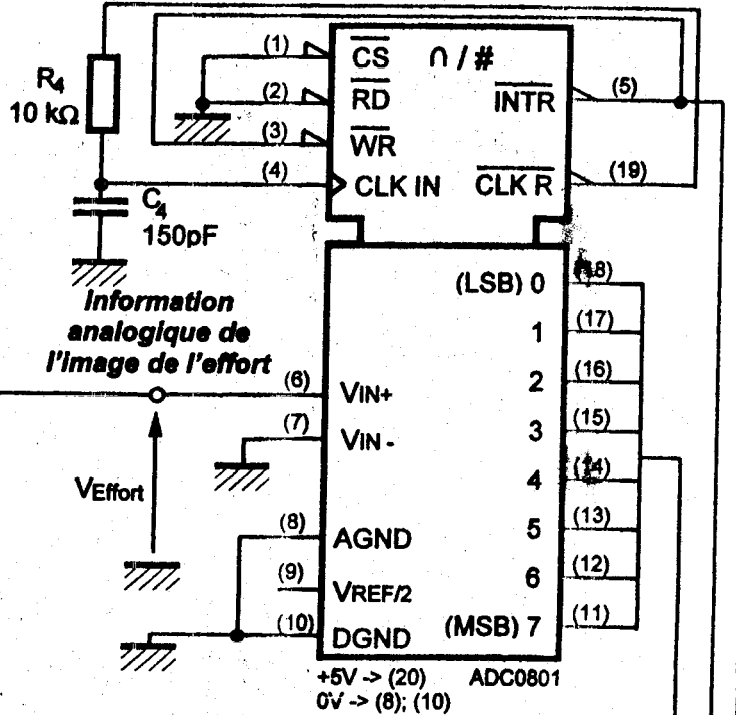 (1)
CS
∩ / #
R4
10 kΩ
(2)
RD
INTR
(5)
(3)
WR
(4)
CLK IN
CLK R
(19)
C4
150pF
Information
analogique de
l'image de l'effort
(LSB) 0
(18)
1
(17)
2
(16)
(6)
VIN+
3
(15)
(7)
VIN -
4
(14)
VEffort
5
(13)
(8)
AGND
6
(12)
(9)
VREF/2
(MSB) 7
(11)
(10)
DGND
+5V -> (20)
ADC0801
0V -> (8); (10)